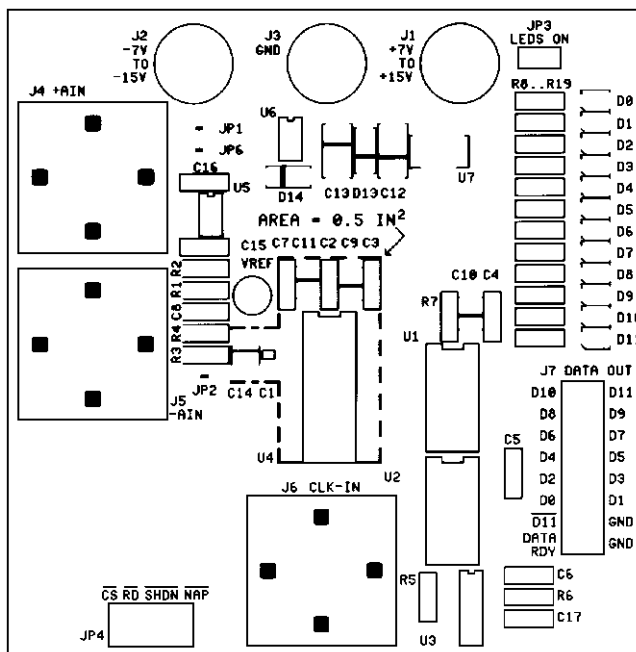 J2
-7V
TO
-15V
J3
GND
J1
+7V
TO
+15V
JP3
LEDS ON
J4 +AIN
R8..R19
D0
D1
D2
D3
D4
D5
D6
D7
D8
D9
D10
D11
JP1
JP6
U6
C16
U5
D14
C13 D13 C12
U7
AREA = 0.5 IN²
C15
C7 C11 C2 C9 C3
VREF
R2
R1
C8
R4
R3
C10 C4
R7
U1
JP2
C14 C1
J5
-AIN
U4
U2
J7 DATA OUT
D10 D11
D8 D9
D6 D7
D4 D5
D2 D3
D0 D1
D11 GND
DATA
RDY GND
C5
J6 CLK-IN
R5
U3
C6
R6
C17
CS RD SHDN NAP
JP4